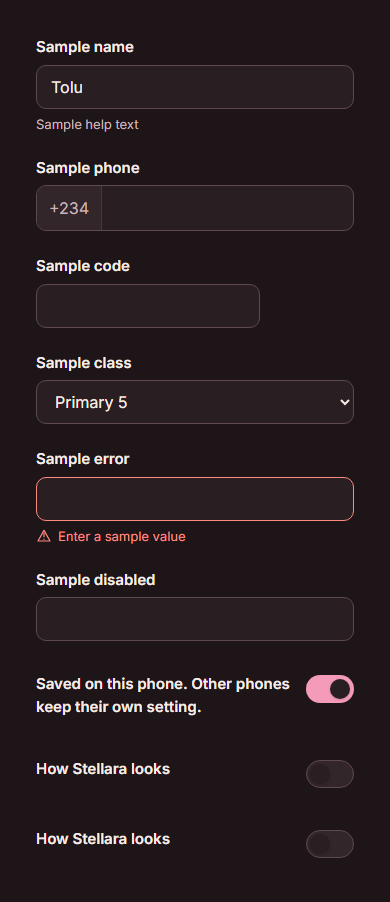 Sample name
Tolu
Sample help text
Sample phone
+234
Sample code
Sample class
Primary 5
Sample error
Enter a sample value
Sample disabled
Saved on this phone. Other phones
keep their own setting.
How Stellara looks
How Stellara looks